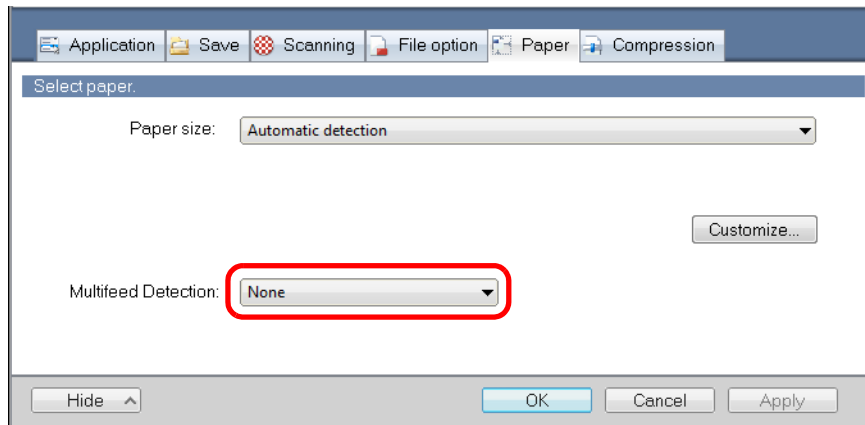 Application Save Scanning File option Paper Compression
Select paper.
Paper size: Automatic detection
Customize...
Multifeed Detection: None
Hide OK Cancel Apply